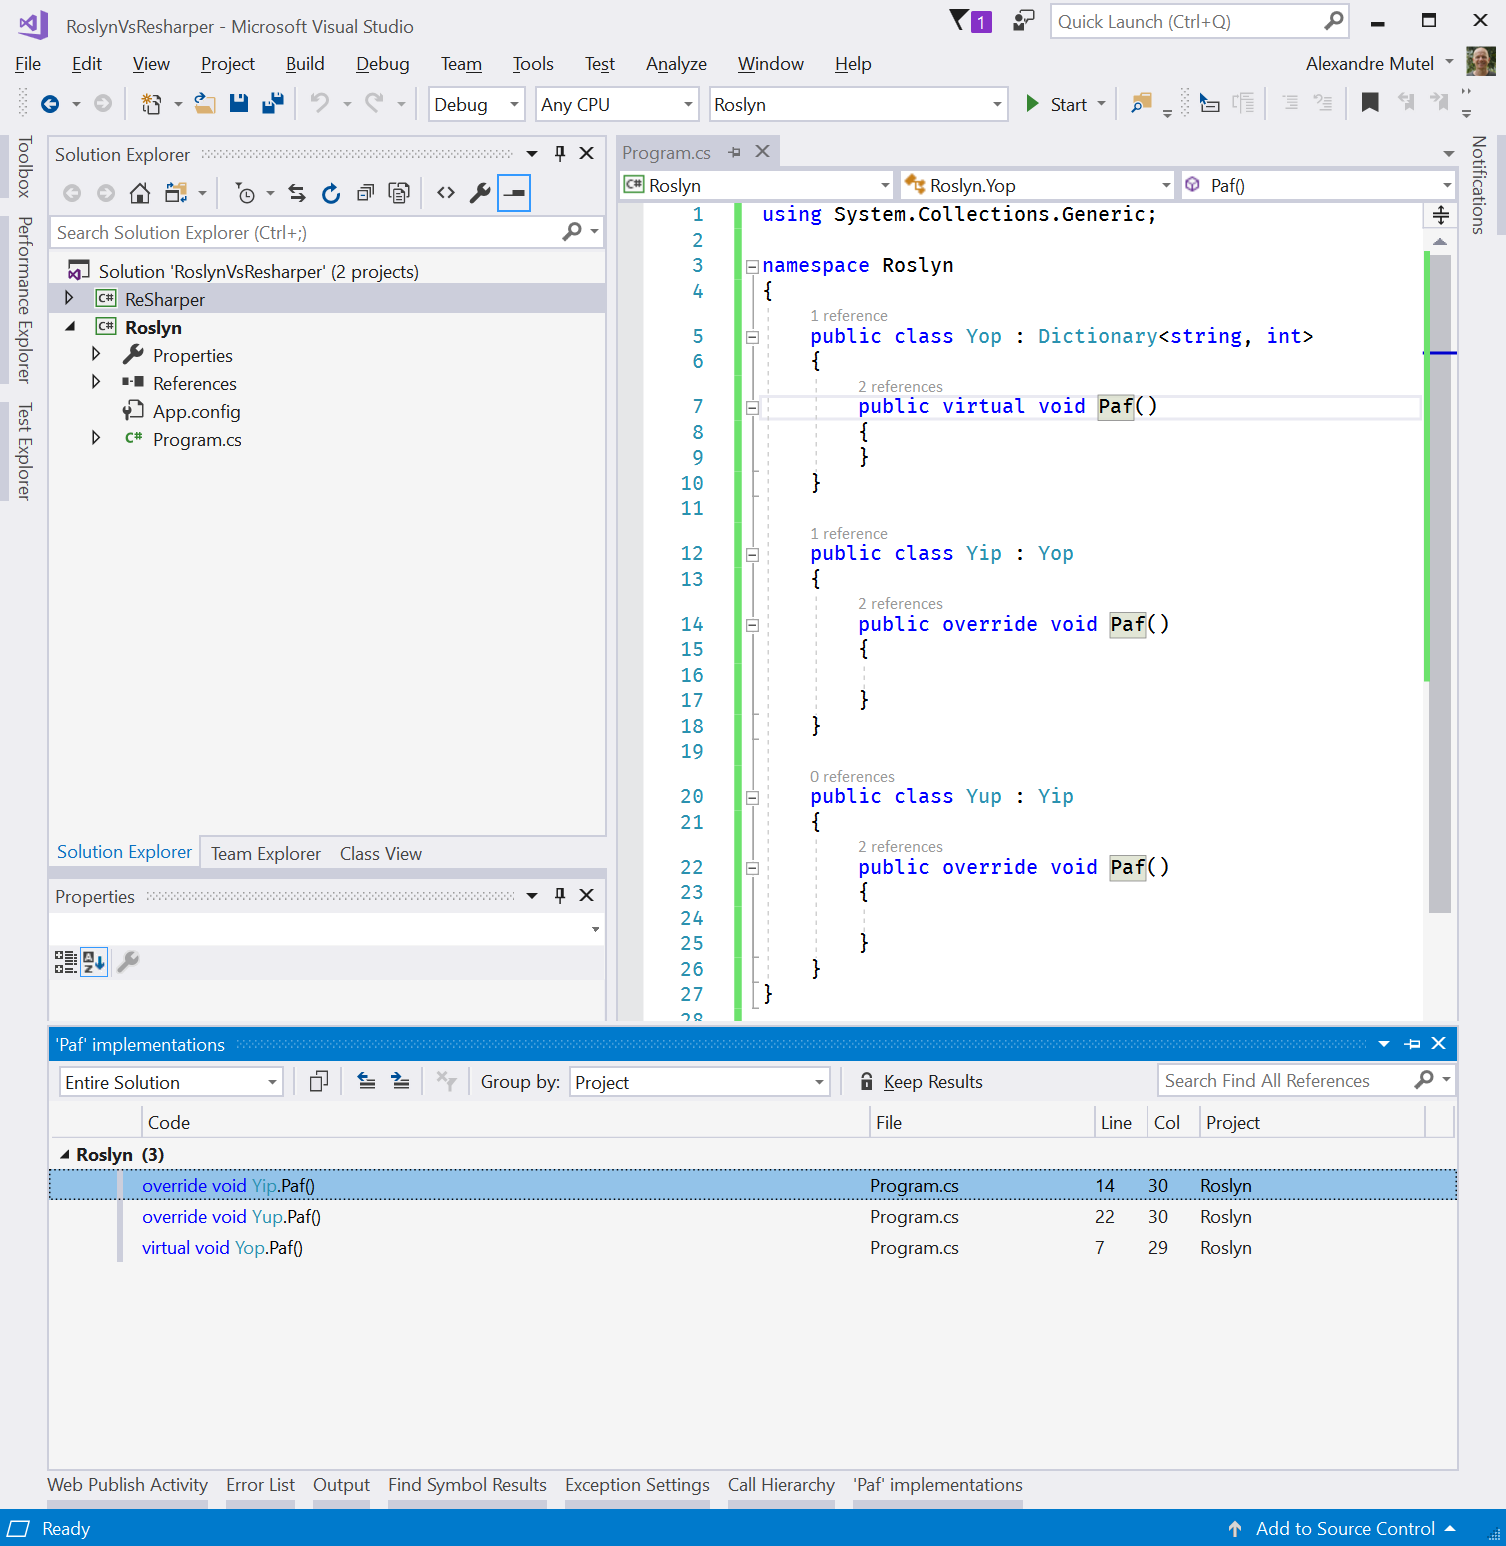 RoslynVsResharper - Microsoft Visual Studio
1
Quick Launch (Ctrl+Q)
File Edit View Project Build Debug Team Tools Test Analyze Window Help
Alexandre Mutel
Debug
Any CPU
Roslyn
Start
Toolbox
Performance Explorer
Test Explorer
Solution Explorer
Search Solution Explorer (Ctrl+;)
Solution 'RoslynVsResharper' (2 projects)
C# ReSharper
C# Roslyn
Properties
References
App.config
C# Program.cs
Solution Explorer Team Explorer Class View
Properties
Program.cs
C# Roslyn
Roslyn.Yop
Paf()
Notifications
1 using System.Collections.Generic;
2
3 namespace Roslyn
4 {
1 reference
5 public class Yop : Dictionary<string, int>
6 {
2 references
7 public virtual void Paf()
8 {
9 }
10 }
11
1 reference
12 public class Yip : Yop
13 {
2 references
14 public override void Paf()
15 {
16
17 }
18 }
19
0 references
20 public class Yup : Yip
21 {
2 references
22 public override void Paf()
23 {
24
25 }
26 }
27 }
28
'Paf' implementations
Entire Solution
Group by: Project
Keep Results
Search Find All References
Code File Line Col Project
Roslyn (3)
override void Yip.Paf() Program.cs 14 30 Roslyn
override void Yup.Paf() Program.cs 22 30 Roslyn
virtual void Yop.Paf() Program.cs 7 29 Roslyn
Web Publish Activity Error List Output Find Symbol Results Exception Settings Call Hierarchy 'Paf' implementations
Ready
Add to Source Control